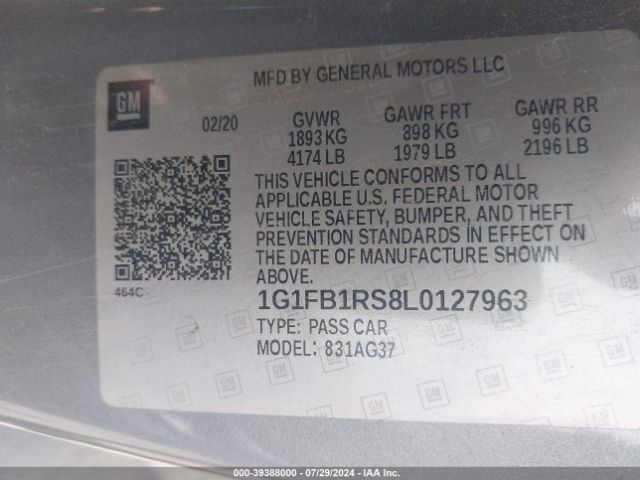 MFD BY GENERAL MOTORS LLC
GM
02/20
GVWR GAWR FRT GAWR RR
1893 KG 898 KG 996 KG
4174 LB 1979 LB 2196 LB
THIS VEHICLE CONFORMS TO ALL
APPLICABLE U.S. FEDERAL MOTOR
VEHICLE SAFETY, BUMPER, AND THEFT
PREVENTION STANDARDS IN EFFECT ON
THE DATE OF MANUFACTURE SHOWN
ABOVE.
464C
1G1FB1RS8L0127963
TYPE: PASS CAR
MODEL: 831AG37
000-39388000 / 07/29/2024 - IAA Inc.